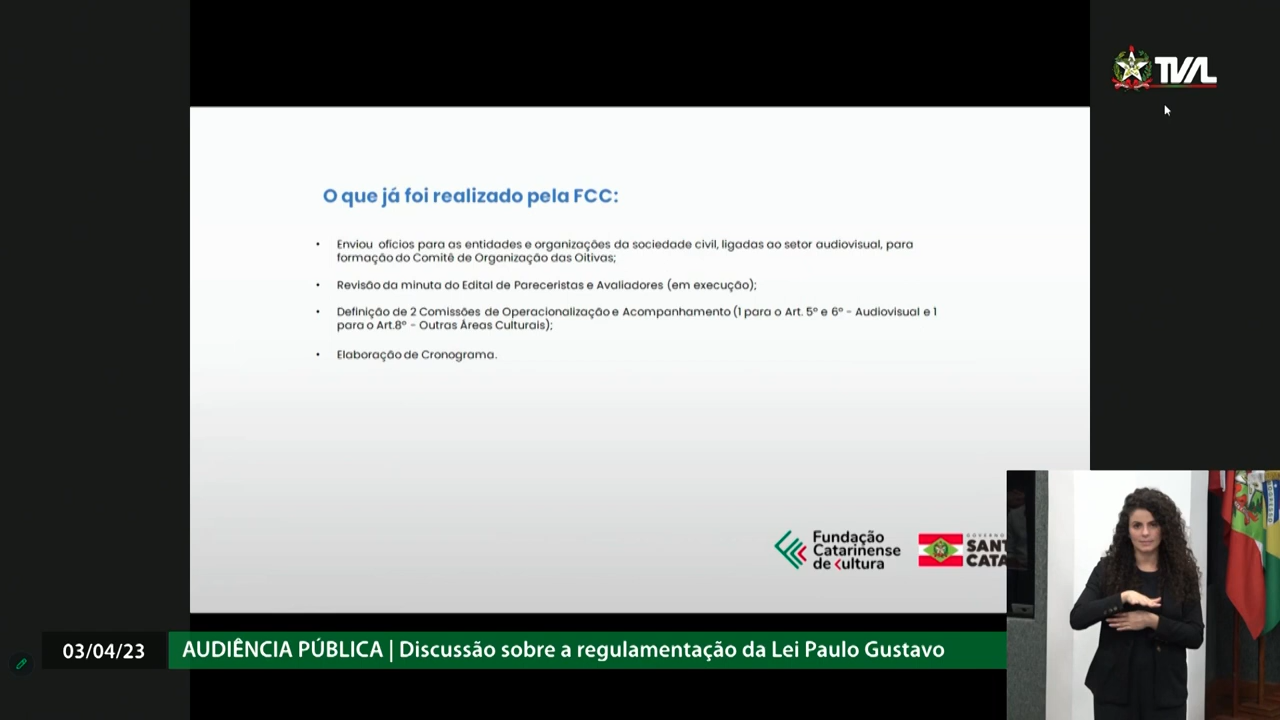 TVAL
O que já foi realizado pela FCC:
• Enviou ofícios para as entidades e organizações da sociedade civil, ligadas ao setor audiovisual, para
formação do Comitê de Organização das Oitivas;
• Revisão da minuta do Edital de Pareceristas e Avaliadores (em execução);
• Definição de 2 Comissões de Operacionalização e Acompanhamento (1 para o Art. 5º e 6º - Audiovisual e 1
para o Art.8º - Outras Áreas Culturais);
• Elaboração de Cronograma.
Fundação
Catarinense
de Cultura
GOVERNO
SANT
CATA
03/04/23
AUDIÊNCIA PÚBLICA | Discussão sobre a regulamentação da Lei Paulo Gustavo